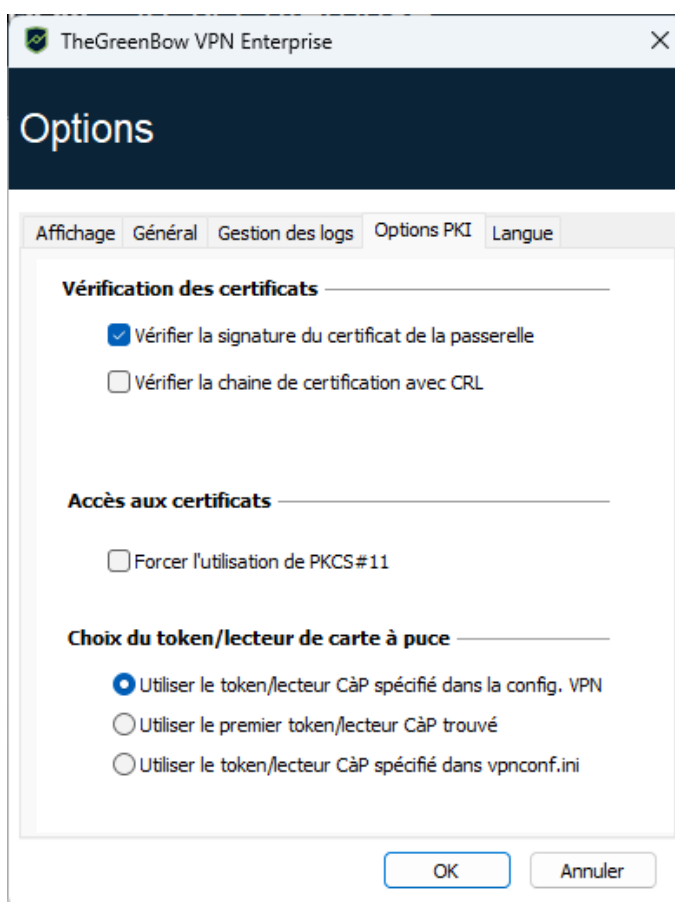 TheGreenBow VPN Enterprise
Options
Affichage Général Gestion des logs Options PKI Langue
Vérification des certificats
Vérifier la signature du certificat de la passerelle
Vérifier la chaine de certification avec CRL
Accès aux certificats
Forcer l'utilisation de PKCS#11
Choix du token/lecteur de carte à puce
Utiliser le token/lecteur CàP spécifié dans la config. VPN
Utiliser le premier token/lecteur CàP trouvé
Utiliser le token/lecteur CàP spécifié dans vpnconf.ini
OK Annuler